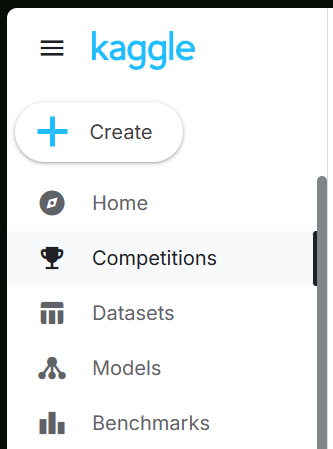 kaggle
Create
Home
Competitions
Datasets
Models
Benchmarks